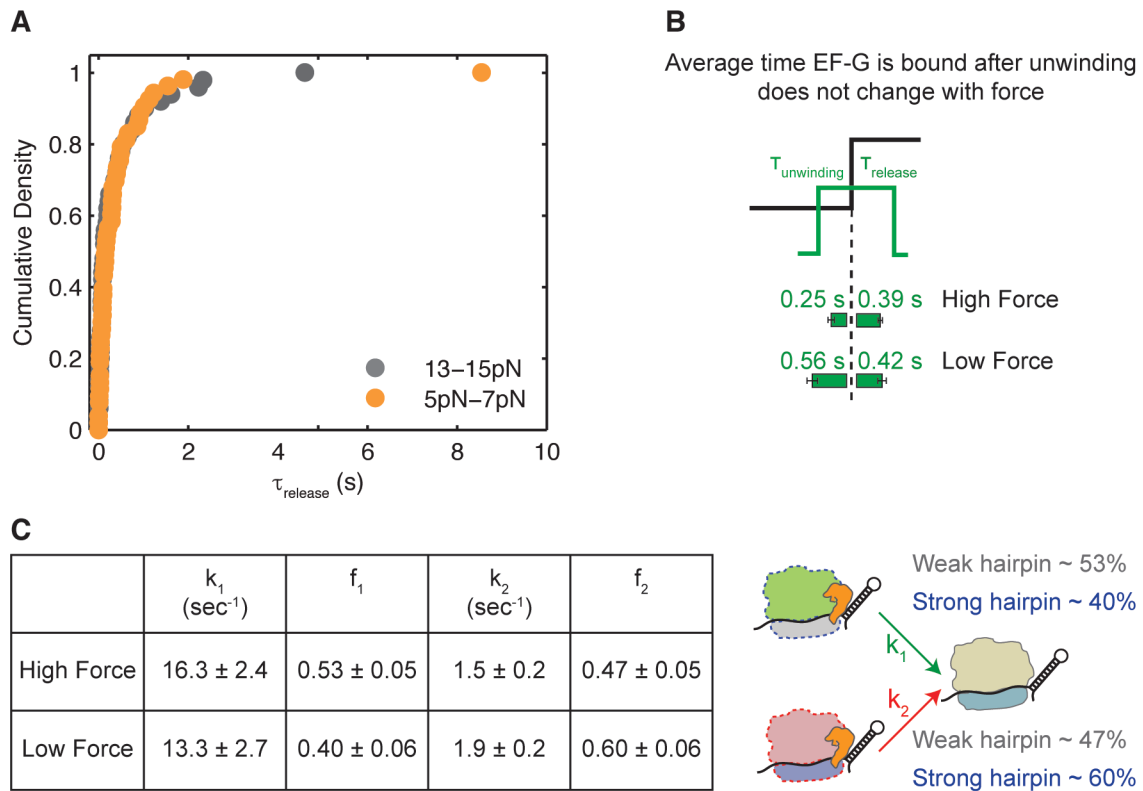 A
1
0.8
0.6
0.4
0.2
0
Cumulative Density
0 2 4 6 8 10
τrelease (s)
13–15pN
5pN–7pN
B
Average time EF-G is bound after unwinding
does not change with force
τunwinding τrelease
0.25 s 0.39 s High Force
0.56 s 0.42 s Low Force
C
k1 (sec-1) f1 k2 (sec-1) f2
High Force 16.3 ± 2.4 0.53 ± 0.05 1.5 ± 0.2 0.47 ± 0.05
Low Force 13.3 ± 2.7 0.40 ± 0.06 1.9 ± 0.2 0.60 ± 0.06
Weak hairpin ~ 53%
Strong hairpin ~ 40%
k1
k2
Weak hairpin ~ 47%
Strong hairpin ~ 60%